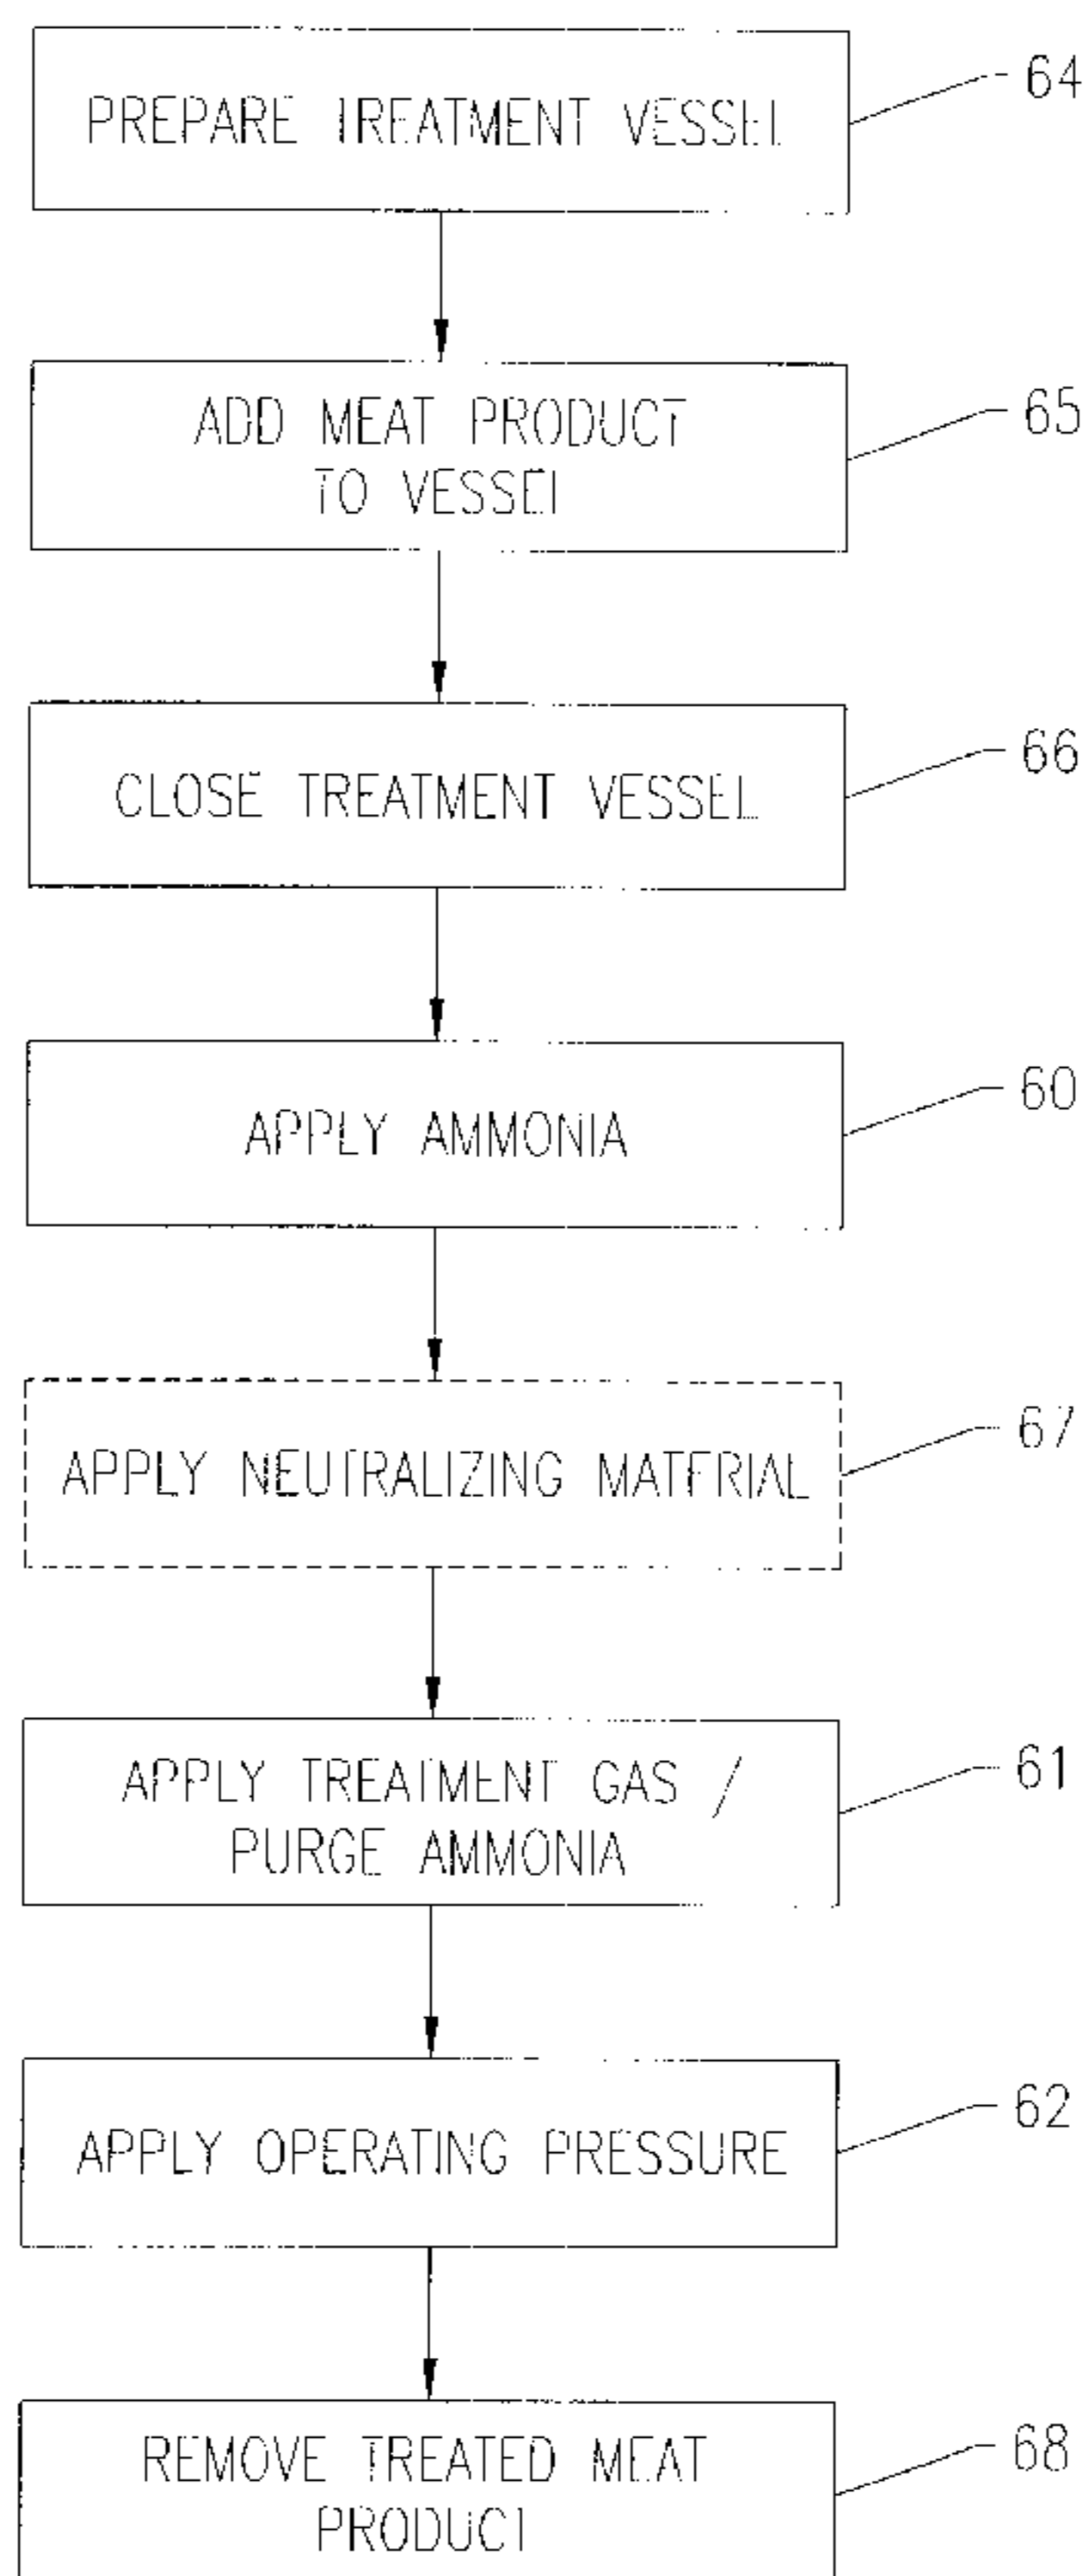 PREPARE TREATMENT VESSEL
64
ADD MEAT PRODUCT
TO VESSEL
65
CLOSE TREATMENT VESSEL
66
APPLY AMMONIA
60
APPLY NEUTRALIZING MATERIAL
67
APPLY TREATMENT GAS /
PURGE AMMONIA
61
APPLY OPERATING PRESSURE
62
REMOVE TREATED MEAT
PRODUCT
68